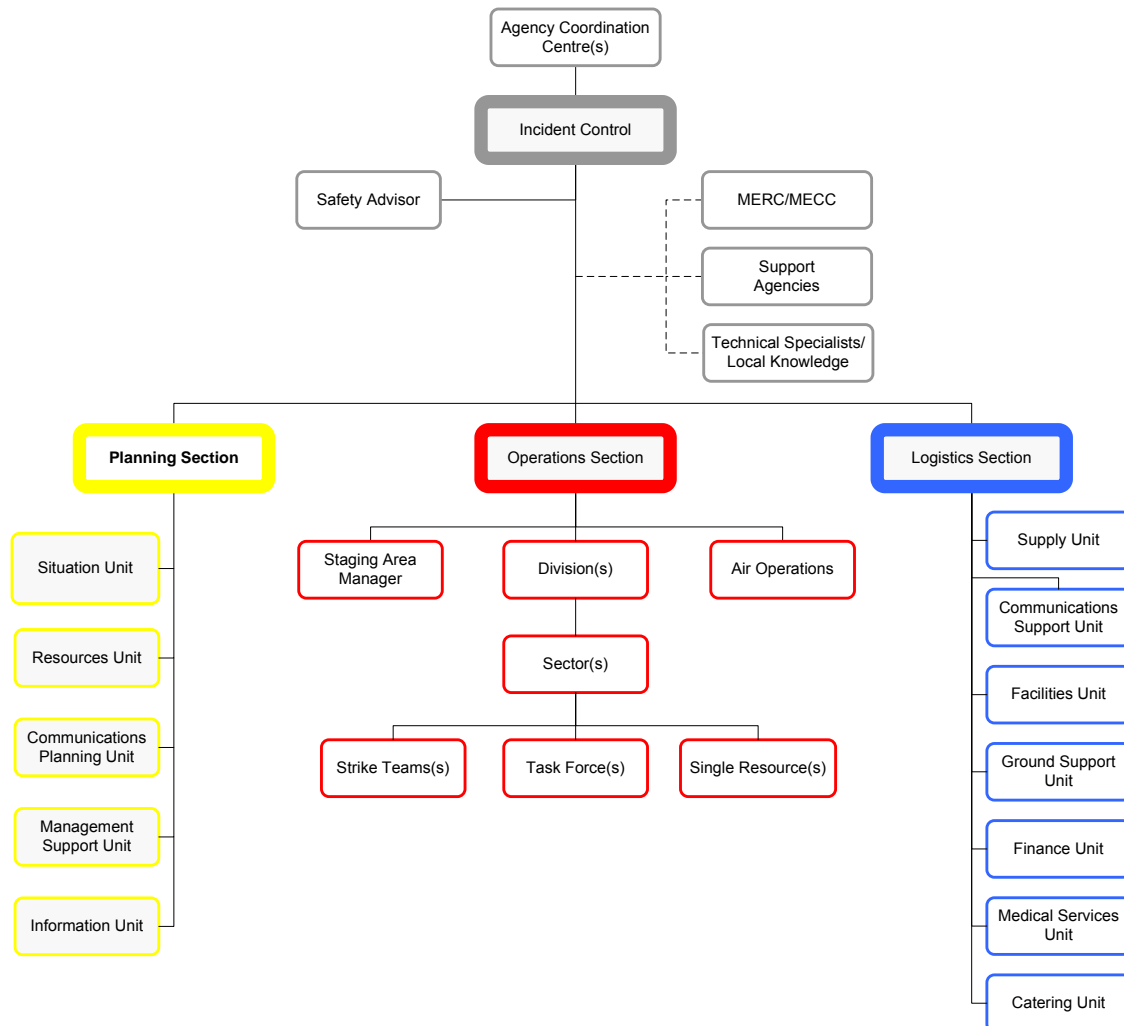 Agency Coordination
Centre(s)
Incident Control
Safety Advisor
MERC/MECC
Support
Agencies
Technical Specialists/
Local Knowledge
Planning Section
Operations Section
Logistics Section
Situation Unit
Resources Unit
Communications
Planning Unit
Management
Support Unit
Information Unit
Staging Area
Manager
Division(s)
Air Operations
Sector(s)
Strike Teams(s)
Task Force(s)
Single Resource(s)
Supply Unit
Communications
Support Unit
Facilities Unit
Ground Support
Unit
Finance Unit
Medical Services
Unit
Catering Unit